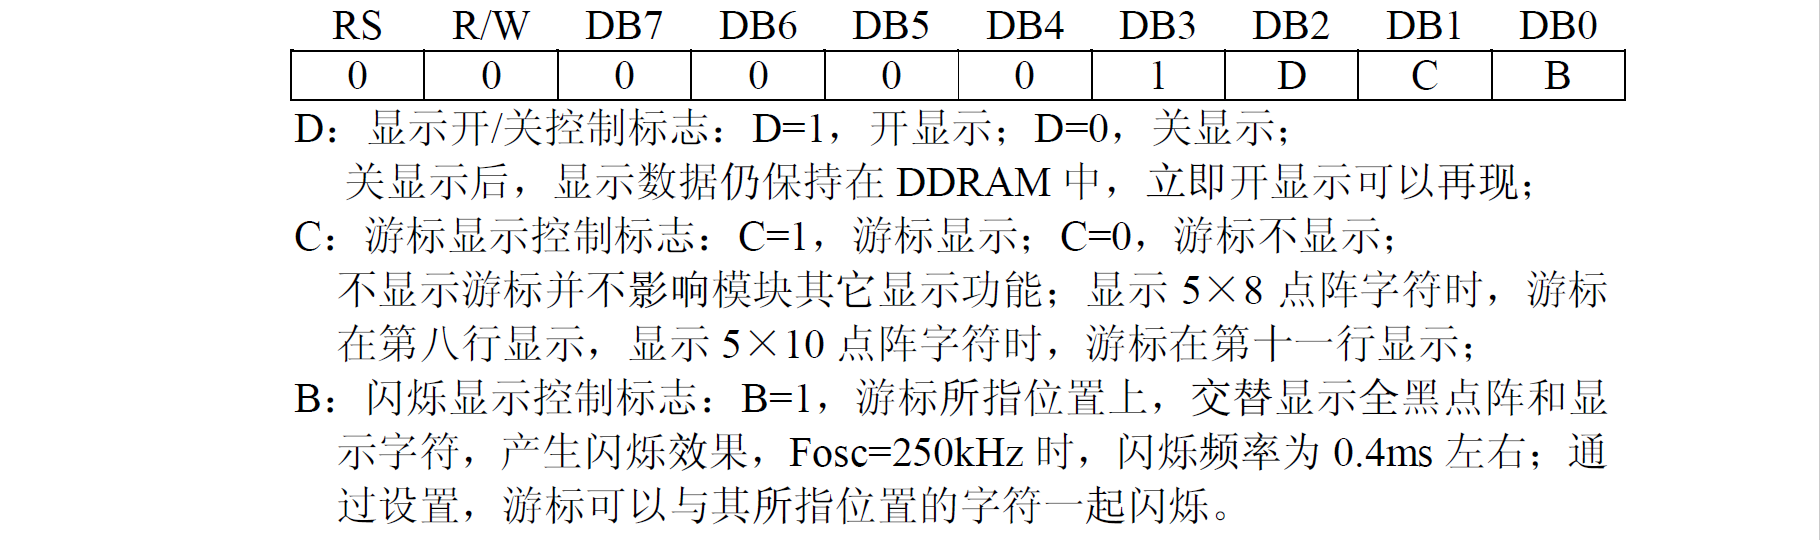 RS R/W DB7 DB6 DB5 DB4 DB3 DB2 DB1 DB0
0 0 0 0 0 0 1 D C B
D：显示开/关控制标志：D=1，开显示；D=0，关显示；
关显示后，显示数据仍保持在 DDRAM 中，立即开显示可以再现；
C：游标显示控制标志：C=1，游标显示；C=0，游标不显示；
不显示游标并不影响模块其它显示功能；显示 5×8 点阵字符时，游标
在第八行显示，显示 5×10 点阵字符时，游标在第十一行显示；
B：闪烁显示控制标志：B=1，游标所指位置上，交替显示全黑点阵和显
示字符，产生闪烁效果，Fosc=250kHz 时，闪烁频率为 0.4ms 左右；通
过设置，游标可以与其所指位置的字符一起闪烁。